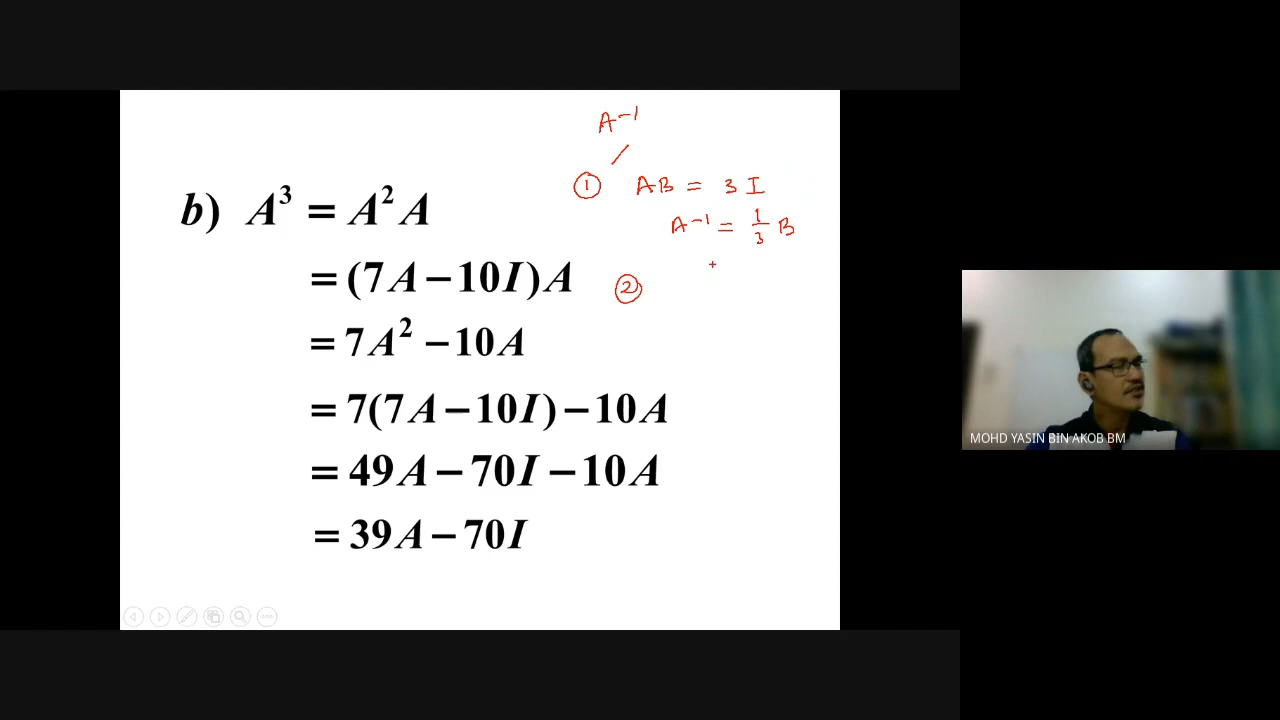 A⁻¹
① AB = 3I
A⁻¹ = 1/3 B
②
b) A³ = A²A
= (7A − 10I)A
= 7A² − 10A
= 7(7A − 10I) − 10A
= 49A − 70I − 10A
= 39A − 70I
MOHD YASIN BIN AKOB BM